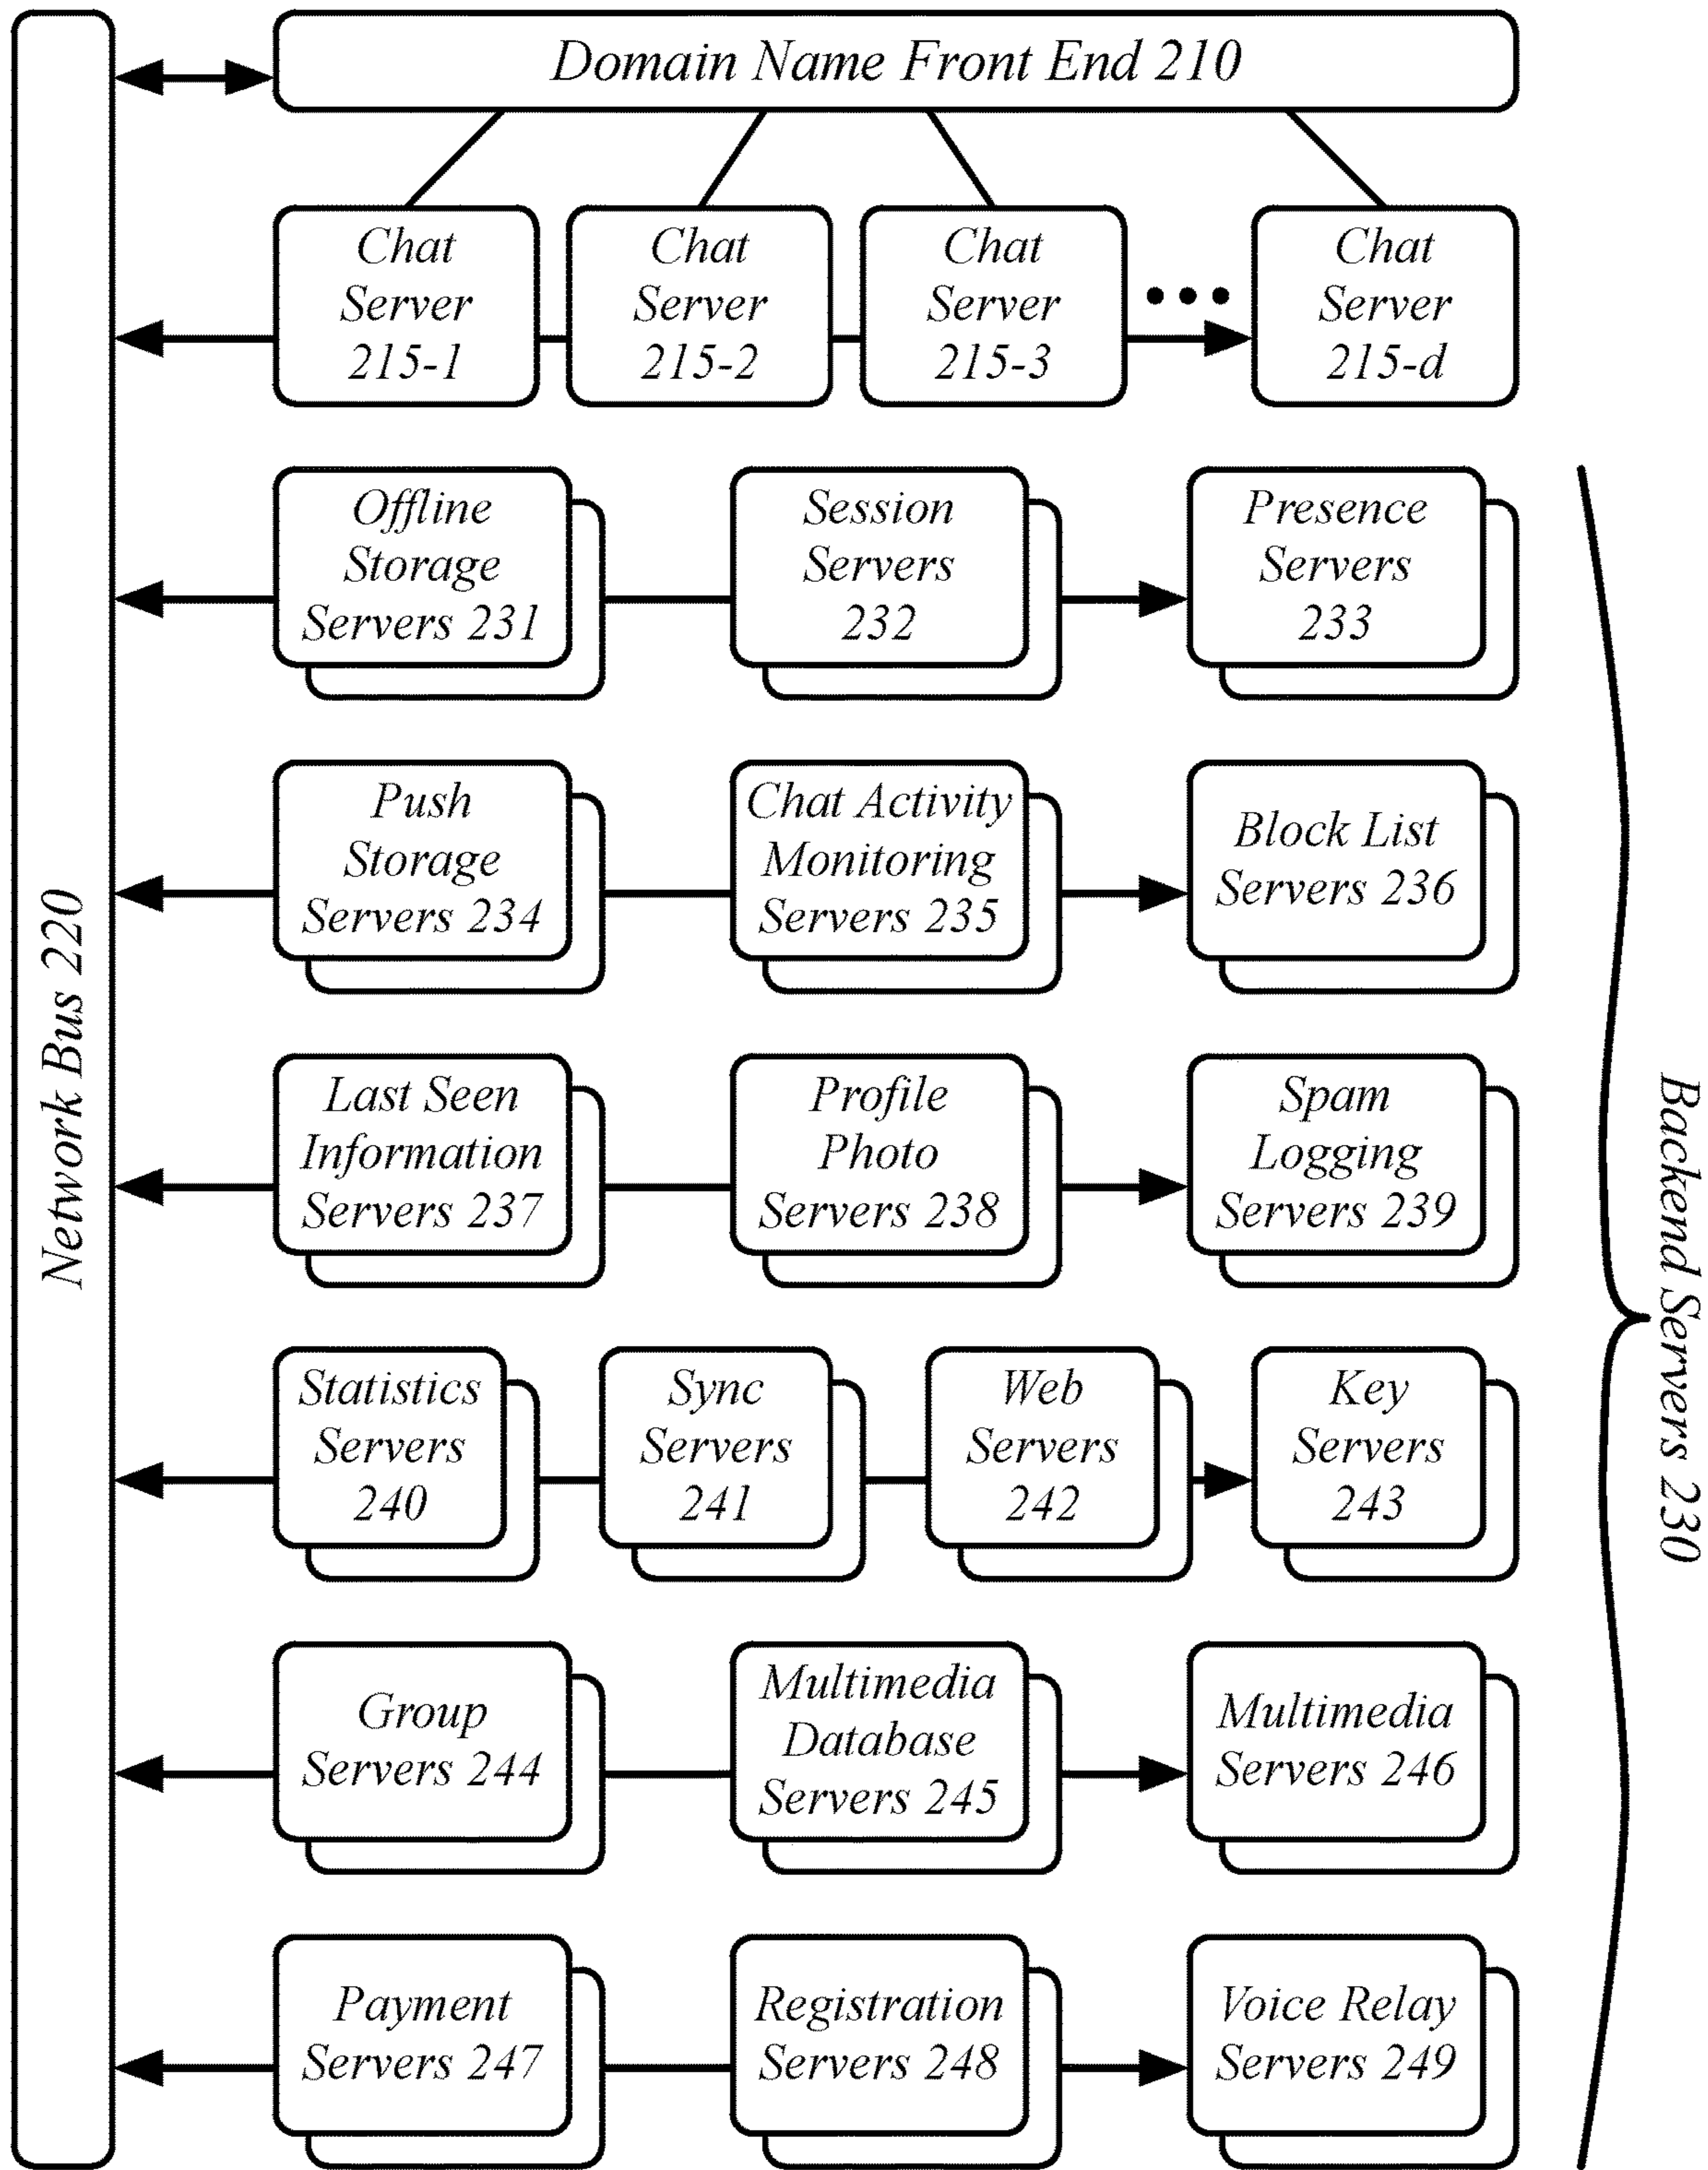 Domain Name Front End 210
Chat
Server
215-1
Chat
Server
215-2
Chat
Server
215-3
•••
Chat
Server
215-d
Network Bus 220
Offline
Storage
Servers 231
Session
Servers
232
Presence
Servers
233
Push
Storage
Servers 234
Chat Activity
Monitoring
Servers 235
Block List
Servers 236
Last Seen
Information
Servers 237
Profile
Photo
Servers 238
Spam
Logging
Servers 239
Statistics
Servers
240
Sync
Servers
241
Web
Servers
242
Key
Servers
243
Group
Servers 244
Multimedia
Database
Servers 245
Multimedia
Servers 246
Payment
Servers 247
Registration
Servers 248
Voice Relay
Servers 249
Backend Servers 230